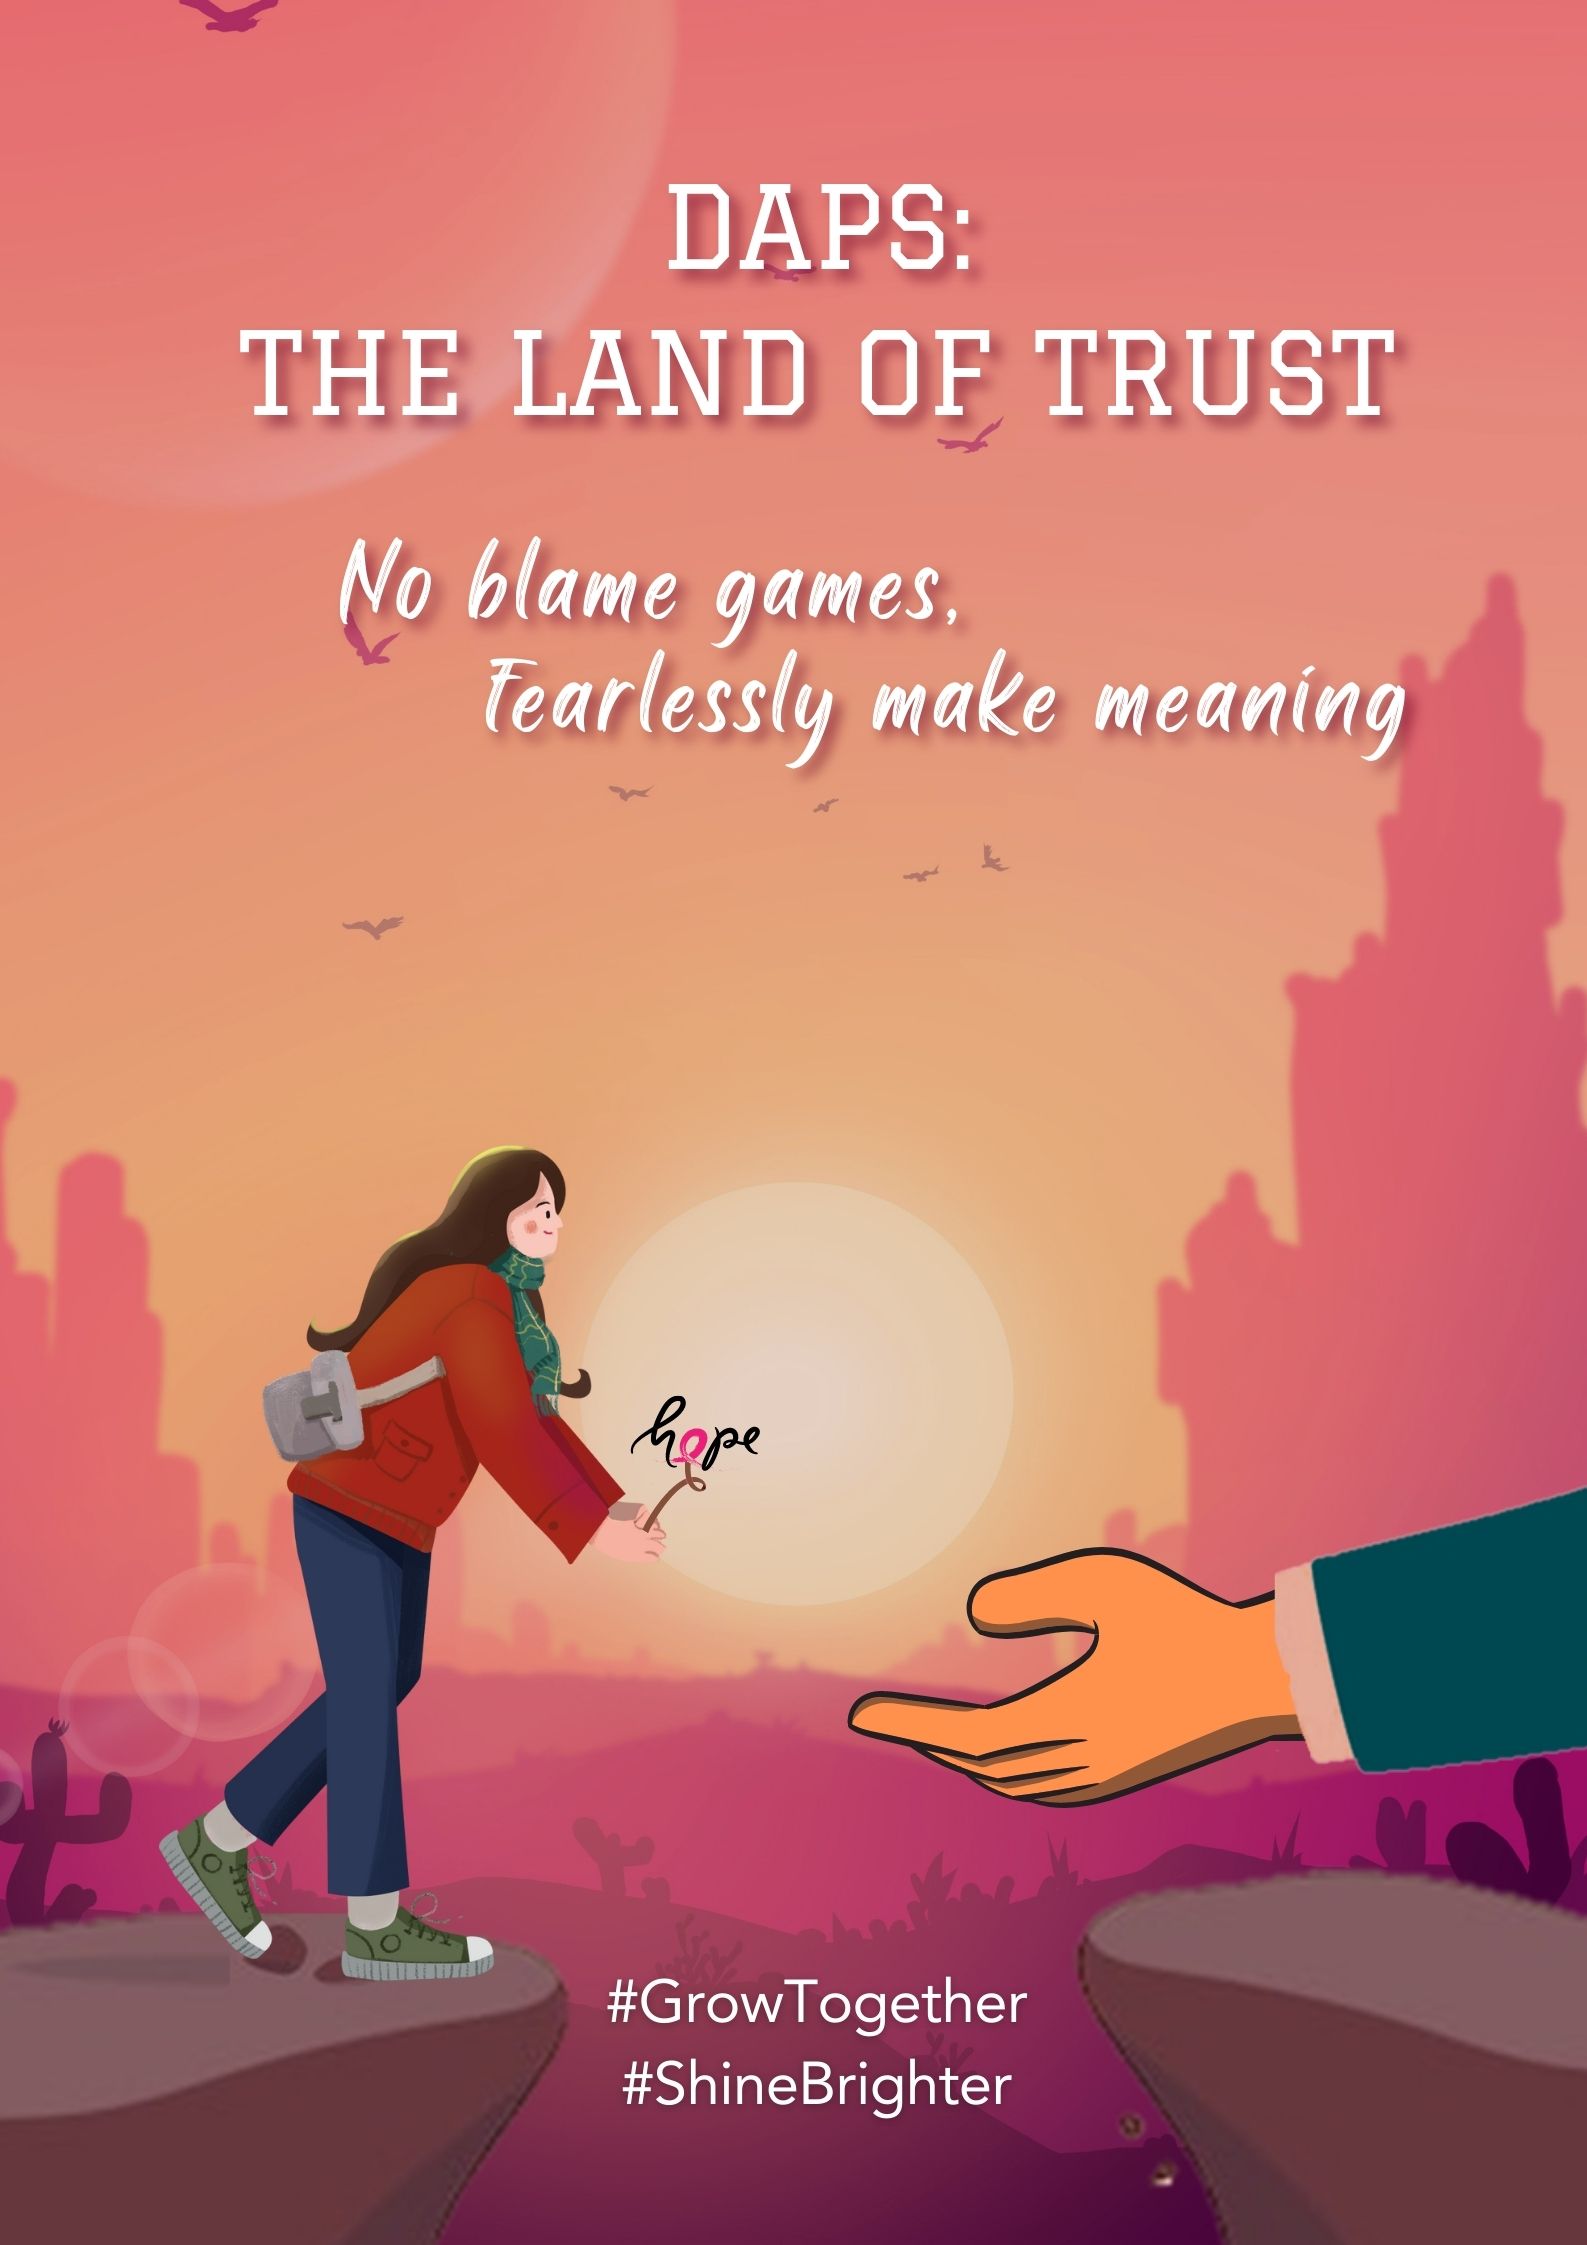 DAPS:
THE LAND OF TRUST
No blame games,
Fearlessly make meaning
hope
#GrowTogether
#ShineBrighter